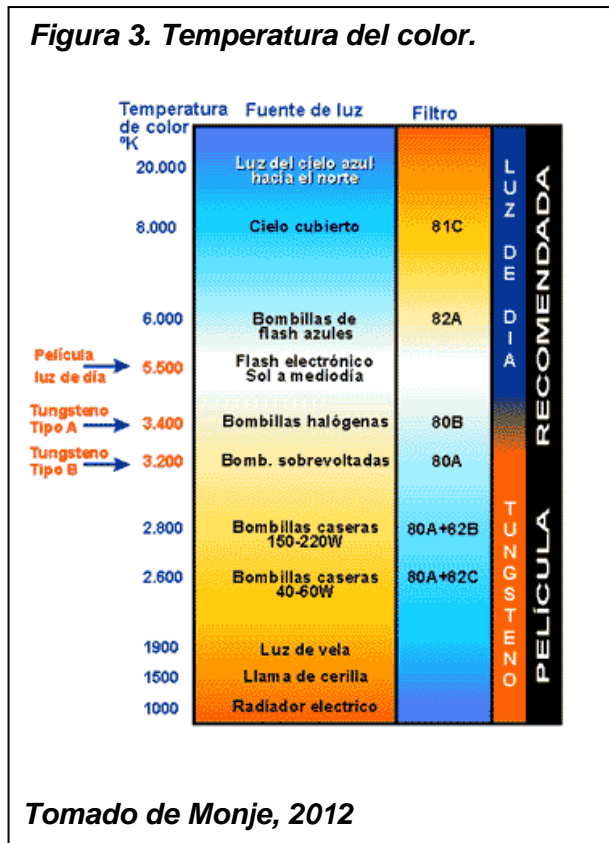 Figura 3. Temperatura del color.
Temperatura
de color
ºK
Fuente de luz
Filtro
20.000
Luz del cielo azul
hacía el norte
8.000
Cielo cubierto
81C
6.000
Bombillas de
flash azules
82A
Película
luz de día
5.500
Flash electrónico
Sol a mediodía
Tungsteno
Tipo A
3.400
Bombillas halógenas
80B
Tungsteno
Tipo B
3.200
Bomb. sobrevoltadas
80A
2.800
Bombillas caseras
150-220W
80A+62B
2.600
Bombillas caseras
40-60W
80A+62C
1900
Luz de vela
1500
Llama de cerilla
1000
Radiador electrico
LUZ DE DIA
TUNGSTENO
PELÍCULA RECOMENDADA
Tomado de Monje, 2012